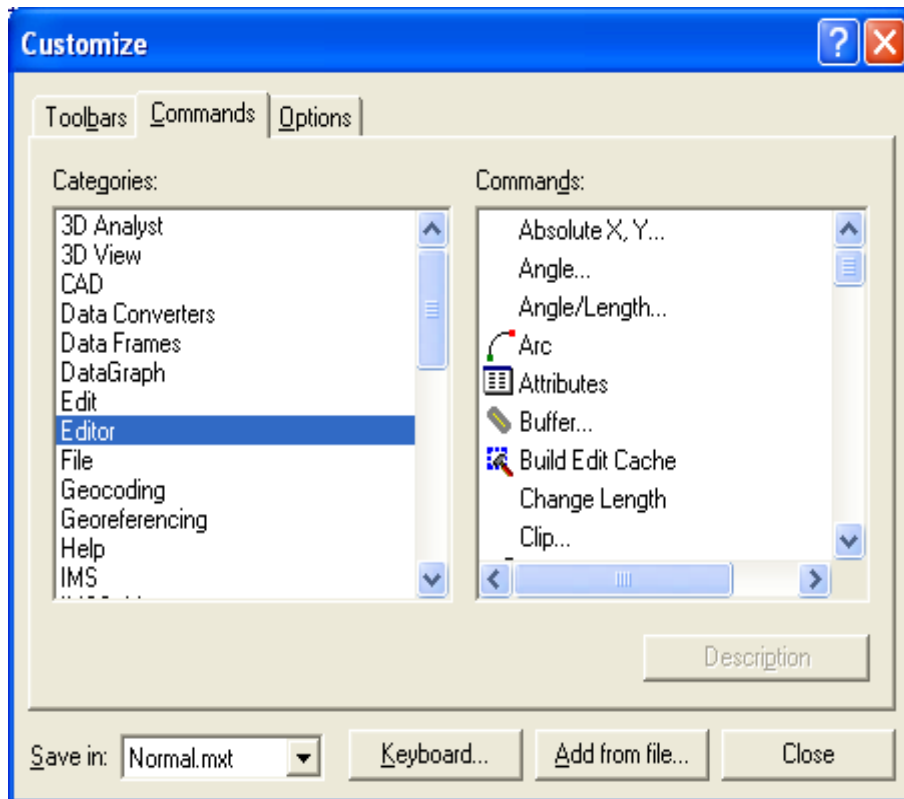 Customize
Toolbars Commands Options
Categories:
3D Analyst
3D View
CAD
Data Converters
Data Frames
DataGraph
Edit
Editor
File
Geocoding
Georeferencing
Help
IMS
Commands:
Absolute X, Y...
Angle...
Angle/Length...
Arc
Attributes
Buffer...
Build Edit Cache
Change Length
Clip...
Description
Save in: Normal.mxt Keyboard... Add from file... Close